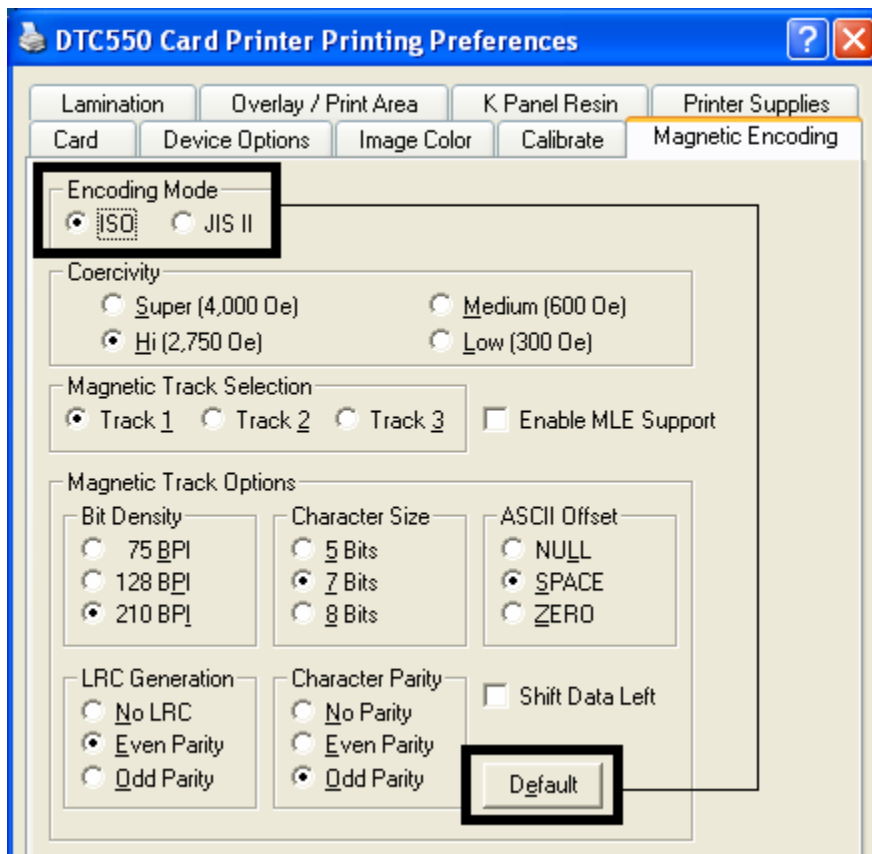 DTC550 Card Printer Printing Preferences
Lamination Overlay / Print Area K Panel Resin Printer Supplies
Card Device Options Image Color Calibrate Magnetic Encoding
Encoding Mode
ISO JIS II
Coercivity
Super (4,000 Oe) Medium (600 Oe)
Hi (2,750 Oe) Low (300 Oe)
Magnetic Track Selection
Track 1 Track 2 Track 3 Enable MLE Support
Magnetic Track Options
Bit Density Character Size ASCII Offset
75 BPI 5 Bits NULL
128 BPI 7 Bits SPACE
210 BPI 8 Bits ZERO
LRC Generation Character Parity
Shift Data Left
No LRC No Parity
Even Parity Even Parity
Odd Parity Odd Parity Default